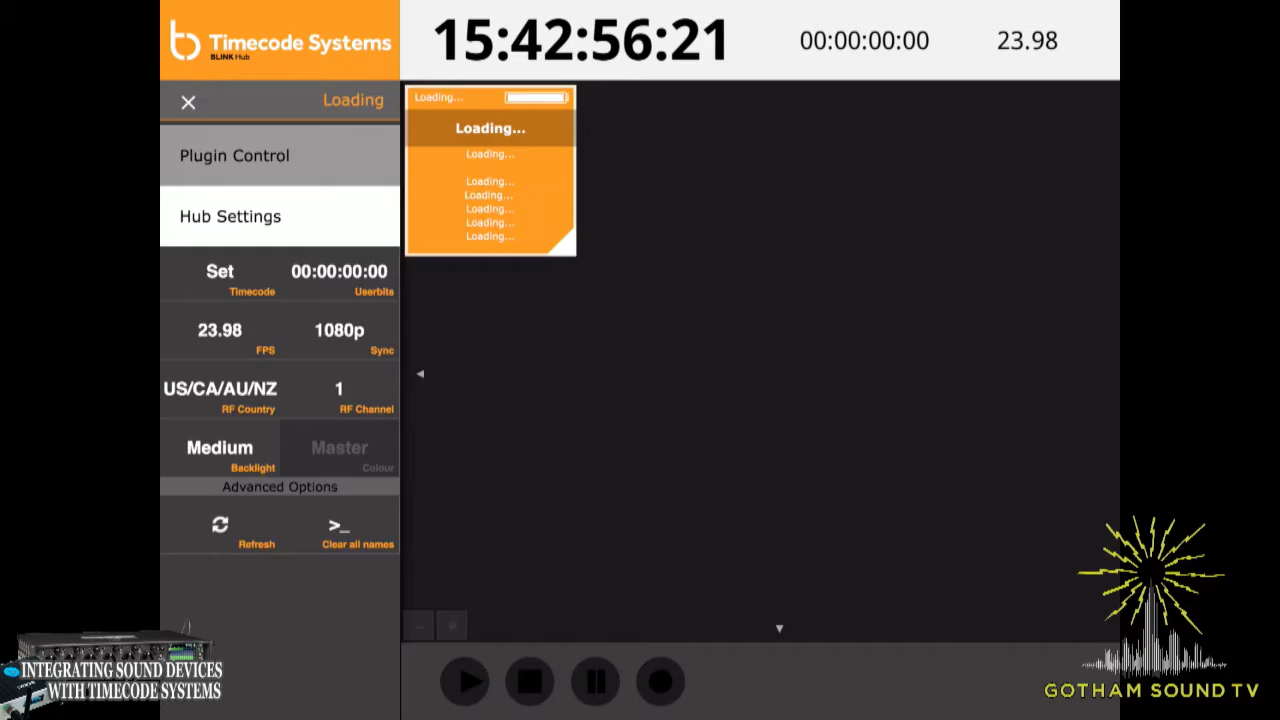 Timecode Systems
BLINK Hub
15:42:56:21
00:00:00:00
23.98
Loading
Plugin Control
Hub Settings
Set
Timecode
00:00:00:00
Userbits
23.98
FPS
1080p
Sync
US/CA/AU/NZ
RF Country
1
RF Channel
Medium
Backlight
Master
Colour
Advanced Options
Refresh
>_
Clear all names
Loading...
Loading...
Loading...
Loading...
Loading...
Loading...
Loading...
Loading...
INTEGRATING SOUND DEVICES
WITH TIMECODE SYSTEMS
GOTHAM SOUND TV